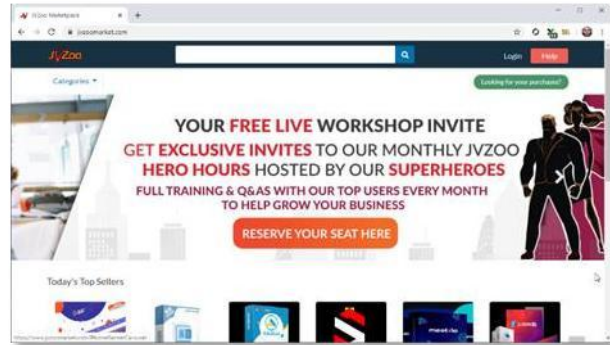 JVZoo Marketplace
jvzoomarket.com
JVZoo
Login
Help
Categories
Looking for your purchases?
YOUR FREE LIVE WORKSHOP INVITE
GET EXCLUSIVE INVITES TO OUR MONTHLY JVZOO
HERO HOURS HOSTED BY OUR SUPERHEROES
FULL TRAINING & Q&AS WITH OUR TOP USERS EVERY MONTH
TO HELP GROW YOUR BUSINESS
RESERVE YOUR SEAT HERE
Today's Top Sellers